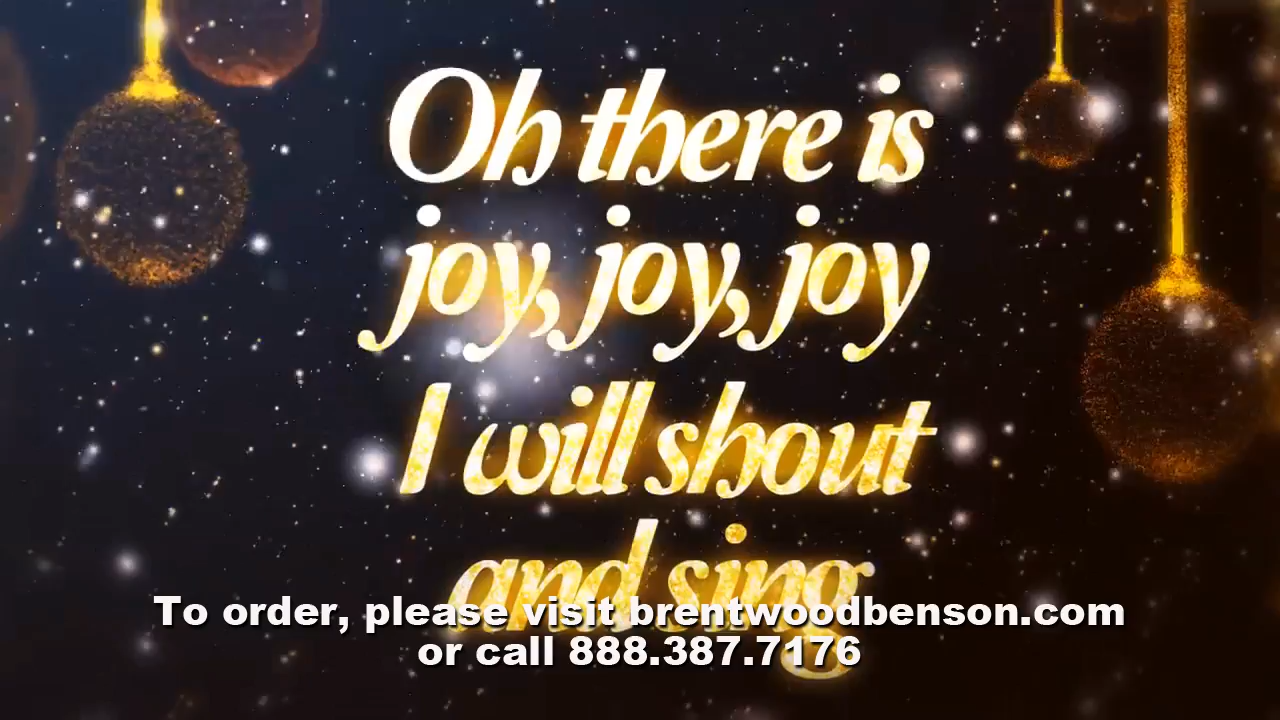 Oh there is
joy, joy, joy
I will shout
and sing
To order, please visit brentwoodbenson.com
or call 888.387.7176